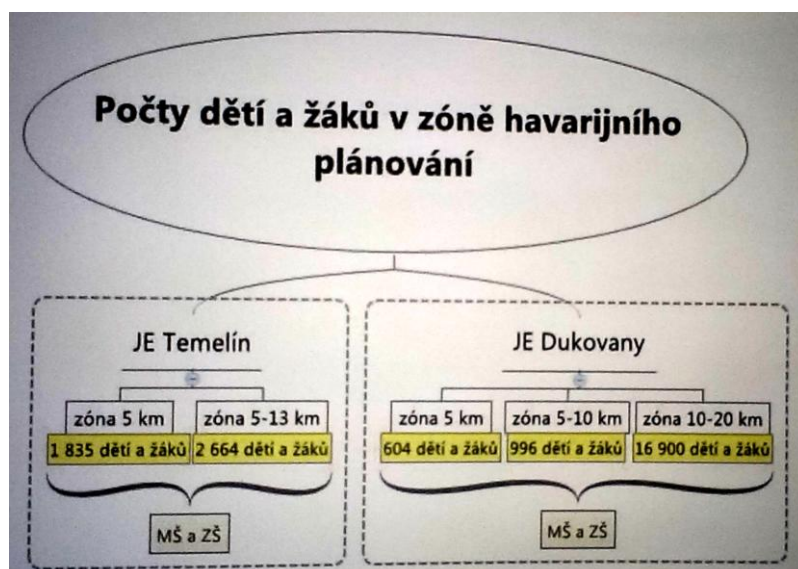 Počty dětí a žáků v zóně havarijního
plánování
JE Temelín
zóna 5 km
zóna 5-13 km
1 835 dětí a žáků
2 664 dětí a žáků
MŠ a ZŠ
JE Dukovany
zóna 5 km
zóna 5-10 km
zóna 10-20 km
604 dětí a žáků
996 dětí a žáků
16 900 dětí a žáků
MŠ a ZŠ